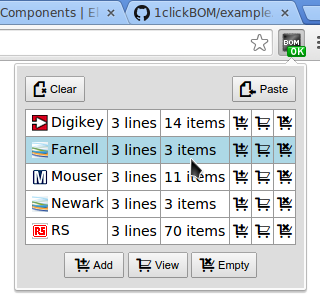 Components | El
1clickBOM/example
BOM
OK
Clear
Paste
Digikey 3 lines 14 items
Farnell 3 lines 3 items
M Mouser 3 lines 11 items
Newark 3 lines 3 items
RS RS 3 lines 70 items
Add View Empty